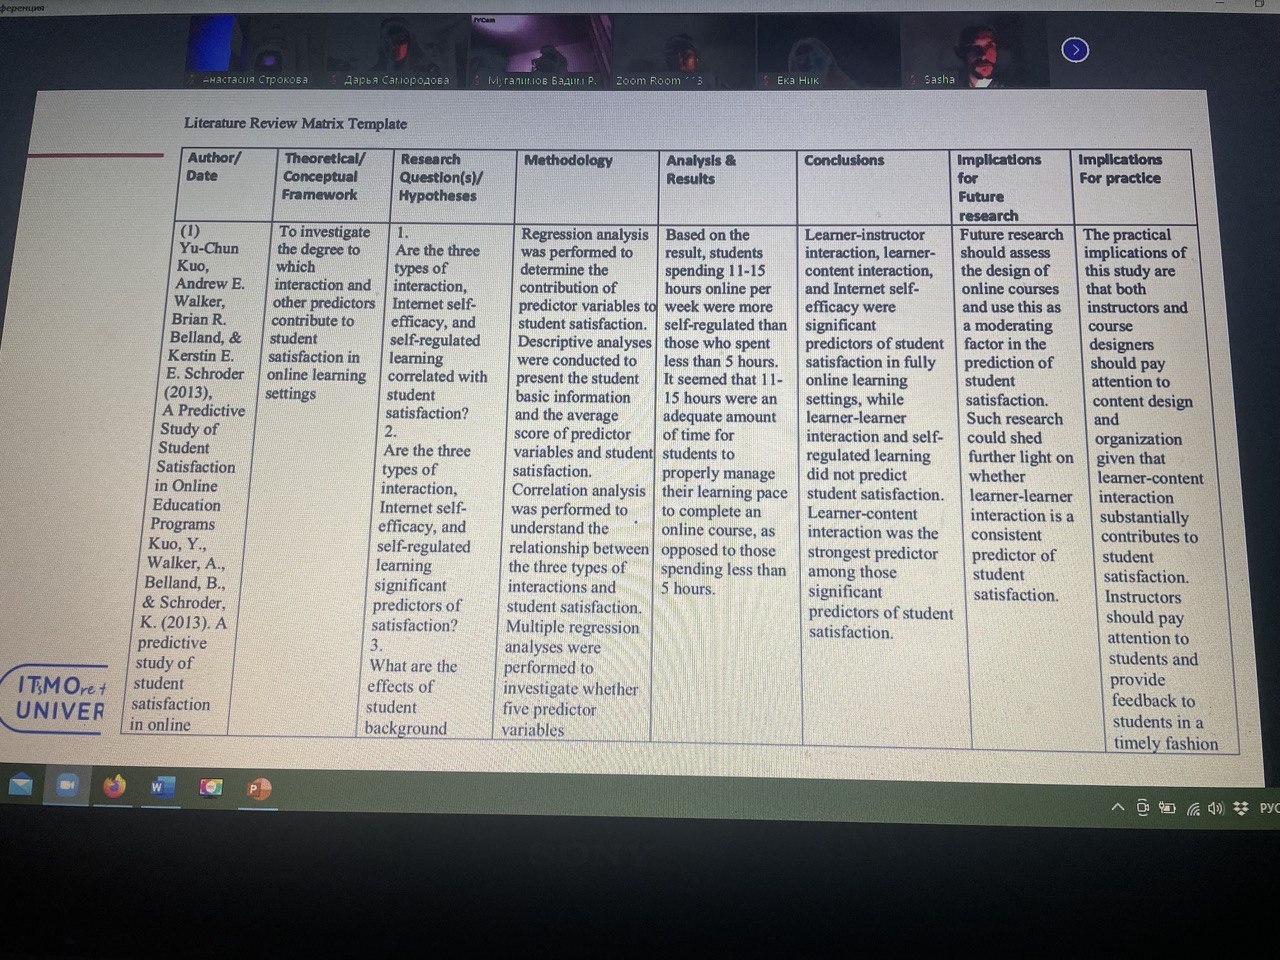 ференция
Анастасия Строкова
Дарья Саmородова
Мугалимов Вадим Р.
Zoom Room
Ека Ник
Sasha
Literature Review Matrix Template
Author/
Date
Theoretical/
Conceptual
Framework
Research
Question(s)/
Hypotheses
Methodology
Analysis &
Results
Conclusions
Implications
for
Future
research
Implications
For practice
(1)
Yu-Chun
Kuo,
Andrew E.
Walker,
Brian R.
Belland, &
Kerstin E.
E. Schroder
(2013),
A Predictive
Study of
Student
Satisfaction
in Online
Education
Programs
Kuo, Y.,
Walker, A.,
Belland, B.,
& Schroder,
K. (2013). A
predictive
study of
student
satisfaction
in online
To investigate
the degree to
which
interaction and
other predictors
contribute to
student
satisfaction in
online learning
settings
1.
Are the three
types of
interaction,
Internet self-
efficacy, and
self-regulated
learning
correlated with
student
satisfaction?
2.
Are the three
types of
interaction,
Internet self-
efficacy, and
self-regulated
learning
significant
predictors of
satisfaction?
3.
What are the
effects of
student
background
Regression analysis
was performed to
determine the
contribution of
predictor variables to
student satisfaction.
Descriptive analyses
were conducted to
present the student
basic information
and the average
score of predictor
variables and student
satisfaction.
Correlation analysis
was performed to
understand the
relationship between
the three types of
interactions and
student satisfaction.
Multiple regression
analyses were
performed to
investigate whether
five predictor
variables
Based on the
result, students
spending 11-15
hours online per
week were more
self-regulated than
those who spent
less than 5 hours.
It seemed that 11-
15 hours were an
adequate amount
of time for
students to
properly manage
their learning pace
to complete an
online course, as
opposed to those
spending less than
5 hours.
Learner-instructor
interaction, learner-
content interaction,
and Internet self-
efficacy were
significant
predictors of student
satisfaction in fully
online learning
settings, while
learner-learner
interaction and self-
regulated learning
did not predict
student satisfaction.
Learner-content
interaction was the
strongest predictor
among those
significant
predictors of student
satisfaction.
Future research
should assess
the design of
online courses
and use this as
a moderating
factor in the
prediction of
student
satisfaction.
Such research
could shed
further light on
whether
learner-learner
interaction is a
consistent
predictor of
student
satisfaction.
The practical
implications of
this study are
that both
instructors and
course
designers
should pay
attention to
content design
and
organization
given that
learner-content
interaction
substantially
contributes to
student
satisfaction.
Instructors
should pay
attention to
students and
provide
feedback to
students in a
timely fashion
ITsMOre t
UNIVER
РУС